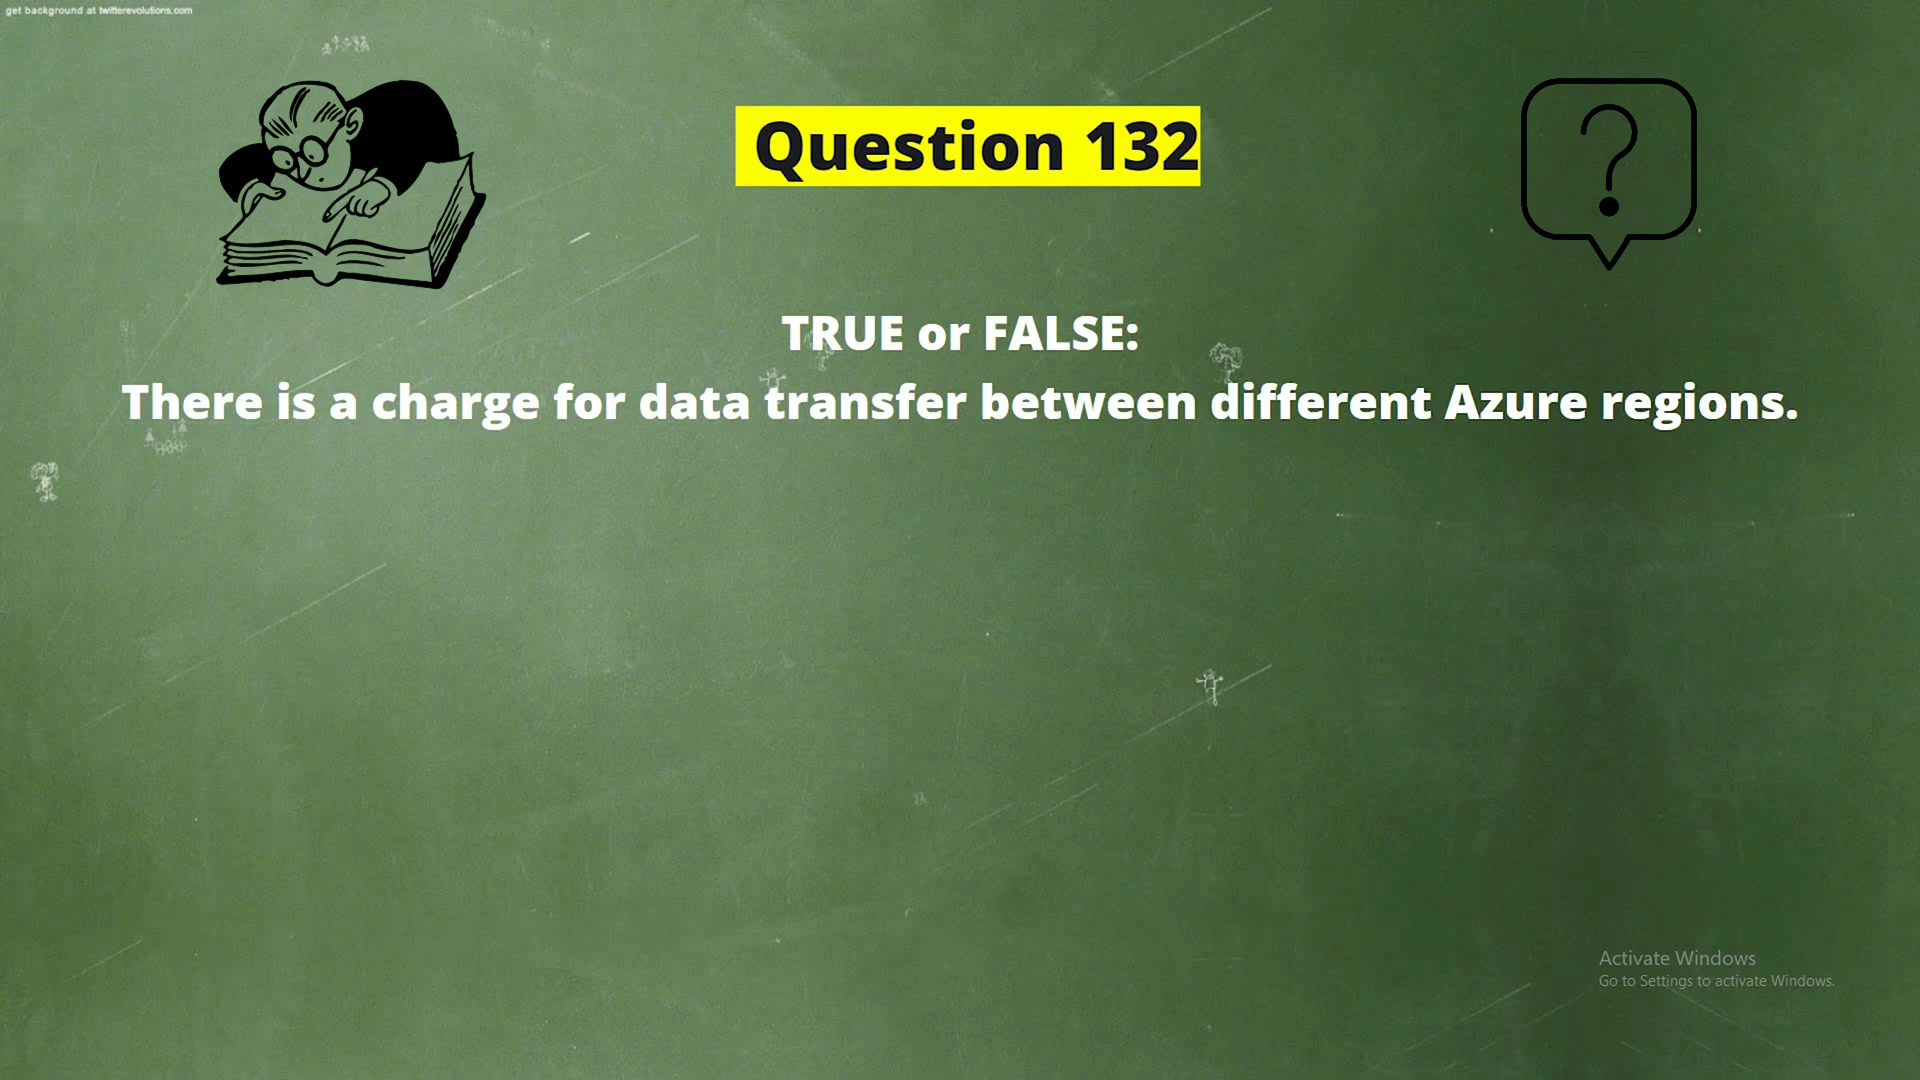 get background at twitterevolutions.com
Question 132
TRUE or FALSE:
There is a charge for data transfer between different Azure regions.
Activate Windows
Go to Settings to activate Windows.